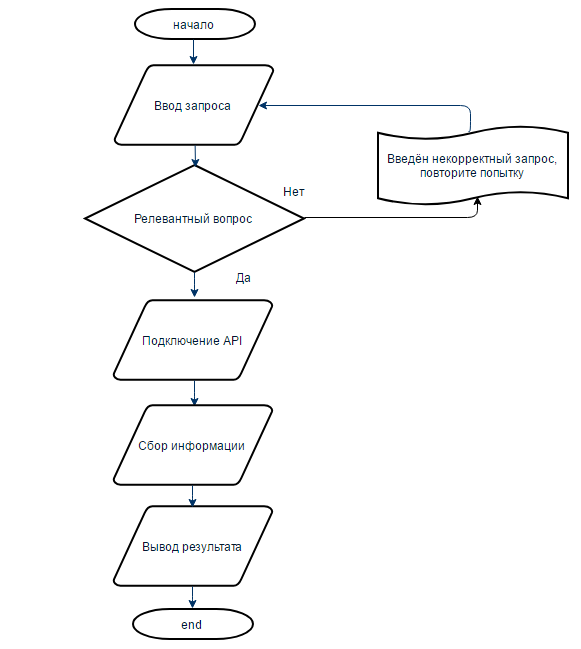 начало
Ввод запроса
Введён некорректный запрос,
повторите попытку
Нет
Релевантный вопрос
Да
Подключение API
Сбор информации
Вывод результата
end